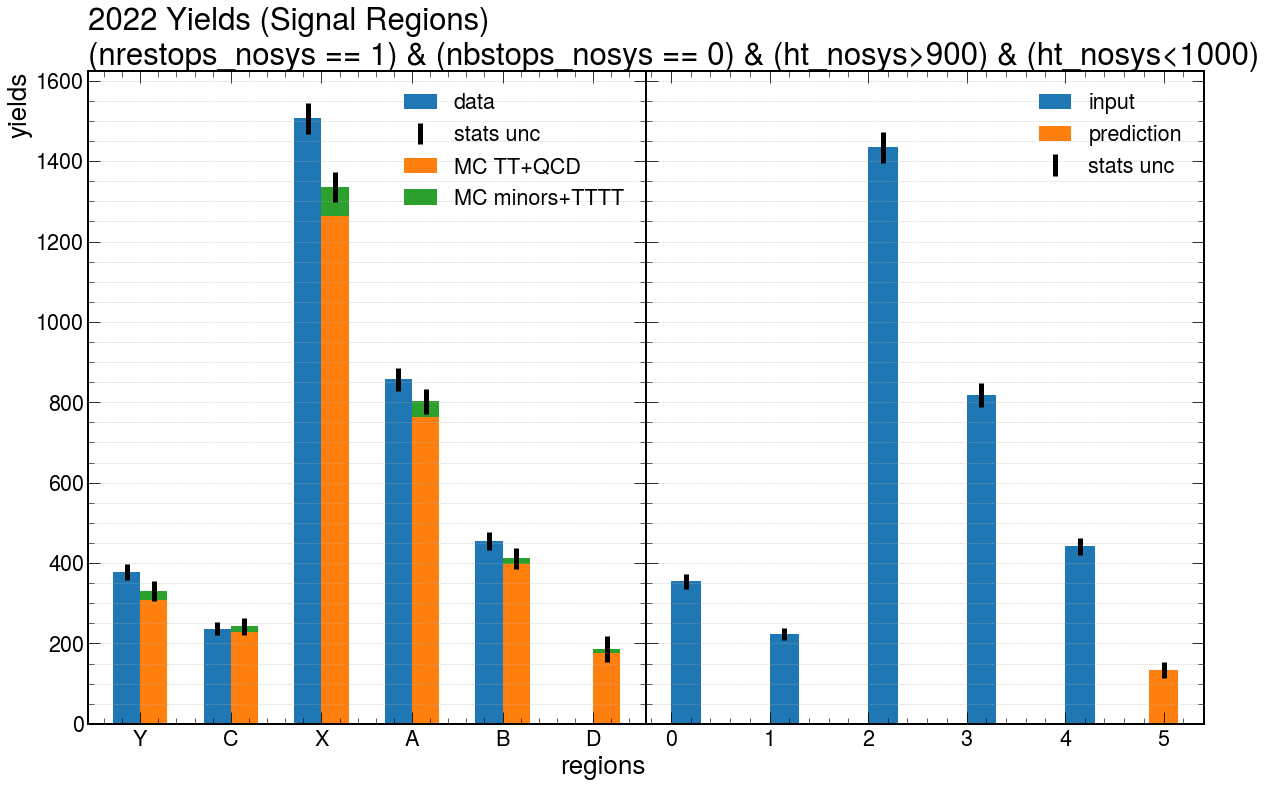 2022 Yields (Signal Regions)
(nrestops_nosys == 1) & (nbstops_nosys == 0) & (ht_nosys>900) & (ht_nosys<1000)
yields
1600
1400
1200
1000
800
600
400
200
0
data
stats unc
MC TT+QCD
MC minors+TTTT
input
prediction
stats unc
Y C X A B D
0 1 2 3 4 5
regions